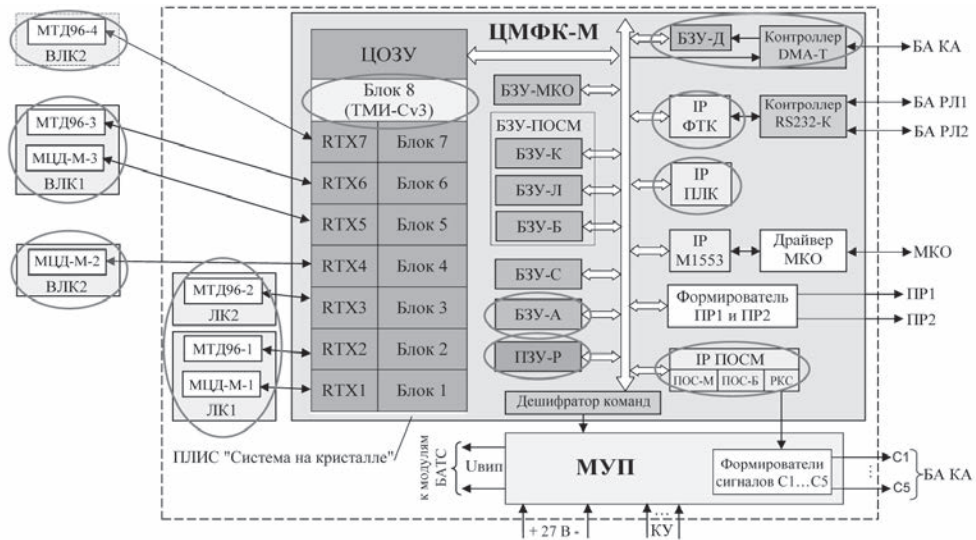 МТД96-4
ВЛК2
МТД96-3
МЦД-М-3
ВЛК1
МЦД-М-2
ВЛК2
МТД96-2
ЛК2
МТД96-1
МЦД-М-1
ЛК1
ЦМФК-М
ЦОЗУ
Блок 8
(ТМИ-Сv3)
RTX7 Блок 7
RTX6 Блок 6
RTX5 Блок 5
RTX4 Блок 4
RTX3 Блок 3
RTX2 Блок 2
RTX1 Блок 1
БЗУ-МКО
БЗУ-ПОСМ
БЗУ-К
БЗУ-Л
БЗУ-Б
БЗУ-С
БЗУ-А
ПЗУ-Р
Дешифратор команд
БЗУ-Д
Контроллер
DMA-T
БА КА
IP
ФТК
Контроллер
RS232-К
БА РЛ1
БА РЛ2
IP
ПЛК
IP
М1553
Драйвер
МКО
МКО
Формирователь
ПР1 и ПР2
ПР1
ПР2
IP ПОСМ
ПОС-М ПОС-Б РКС
ПЛИС "Система на кристалле"
к модулям
БАТС
Uвип
МУП
Формирователи
сигналов С1...С5
С1
⋮
С5
БА КА
+ 27 В -
...
КУ